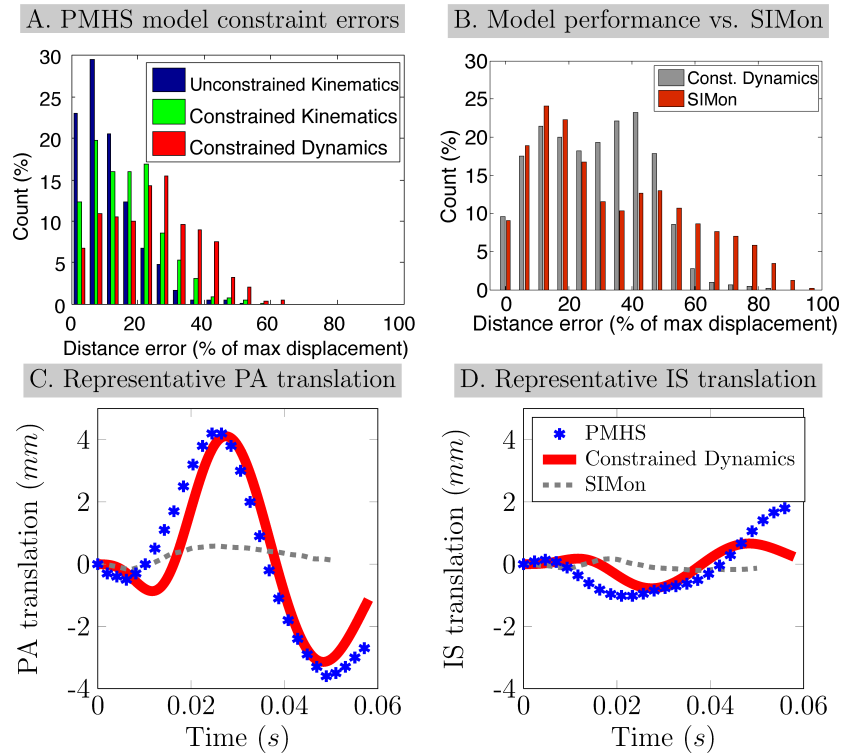 A. PMHS model constraint errors
30
25
20
15
10
5
0
Count (%)
Unconstrained Kinematics
Constrained Kinematics
Constrained Dynamics
0 20 40 60 80 100
Distance error (% of max displacement)
B. Model performance vs. SIMon
30
25
20
15
10
5
0
Count (%)
Const. Dynamics
SIMon
0 20 40 60 80 100
Distance error (% of max displacement)
C. Representative PA translation
4
2
0
-2
-4
PA translation (mm)
0 0.02 0.04 0.06
Time (s)
D. Representative IS translation
4
2
0
-2
-4
IS translation (mm)
PMHS
Constrained Dynamics
SIMon
0 0.02 0.04 0.06
Time (s)